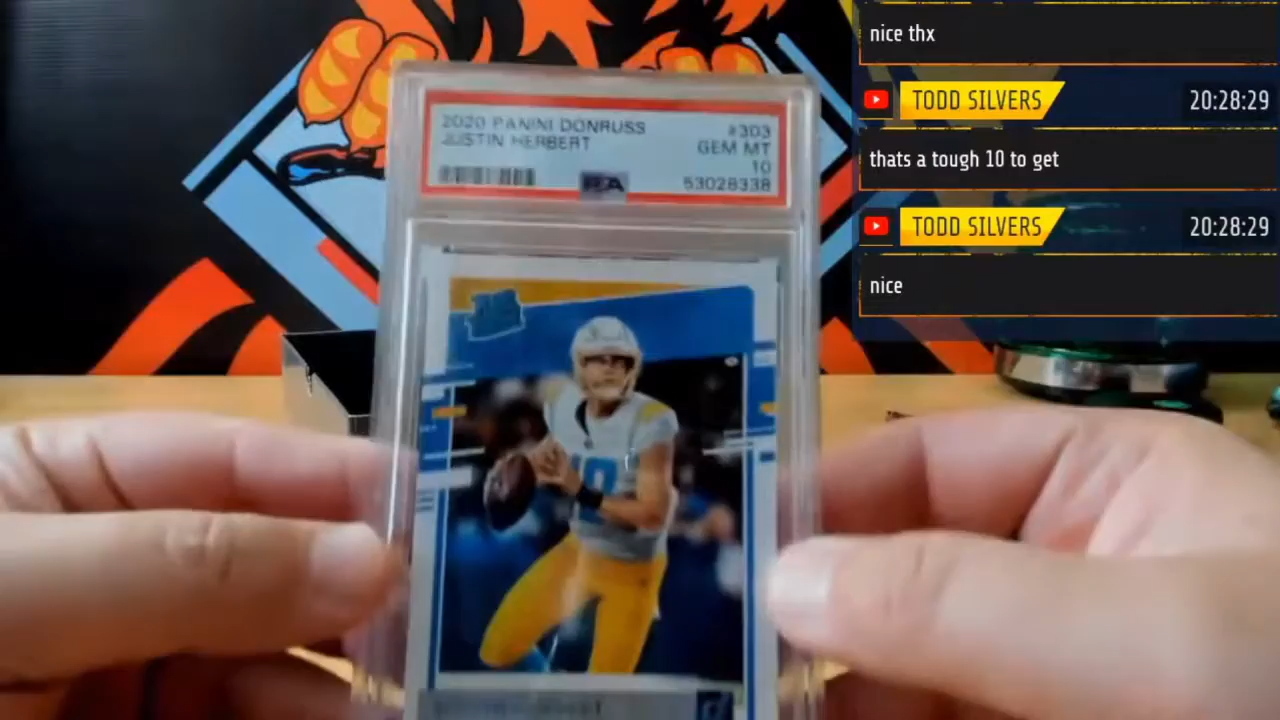 2020 PANINI DONRUSS
#303
JUSTIN HERBERT
GEM MT
10
PSA
53028338
nice thx
TODD SILVERS
20:28:29
thats a tough 10 to get
TODD SILVERS
20:28:29
nice